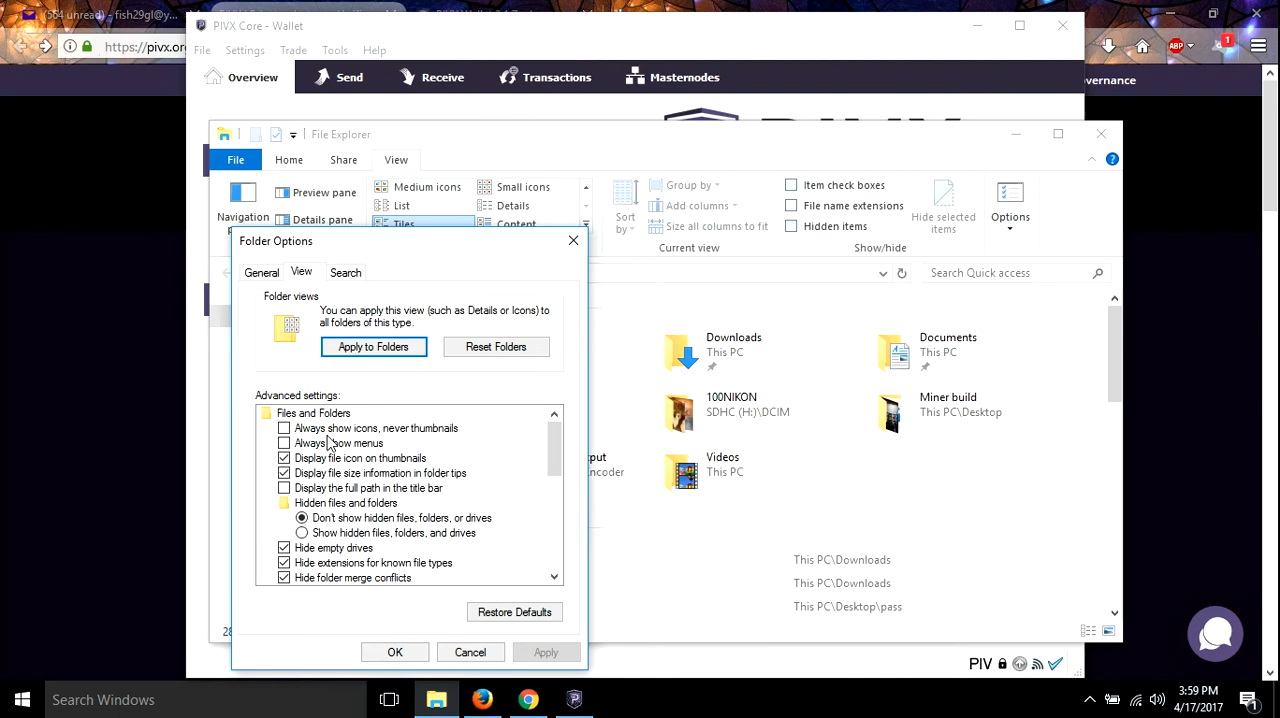 (564 unread) - fish29gl@y...
PIVX Core - Wallet
https://pivx.or
ABP
1
File Settings Trade Tools Help
Overview Send Receive Transactions Masternodes
vernance
File Explorer
File Home Share View
Preview pane
Details pane
Navigation
Medium icons Small icons
List Details
Tiles Content
Sort
by
Group by
Add columns
Size all columns to fit
Current view
Item check boxes
File name extensions
Hidden items
Hide selected
items
Show/hide
Options
Search Quick access
Folder Options
General View Search
Folder views
You can apply this view (such as Details or Icons) to
all folders of this type.
Apply to Folders Reset Folders
Advanced settings:
Files and Folders
Always show icons, never thumbnails
Always show menus
Display file icon on thumbnails
Display file size information in folder tips
Display the full path in the title bar
Hidden files and folders
Don't show hidden files, folders, or drives
Show hidden files, folders, and drives
Hide empty drives
Hide extensions for known file types
Hide folder merge conflicts
Restore Defaults
OK Cancel Apply
Downloads
This PC
Documents
This PC
100NIKON
SDHC (H:)\DCIM
Miner build
This PC\Desktop
put
ncoder
Videos
This PC
This PC\Downloads
This PC\Downloads
This PC\Desktop\pass
28
PIV
Search Windows
3:59 PM
4/17/2017
1